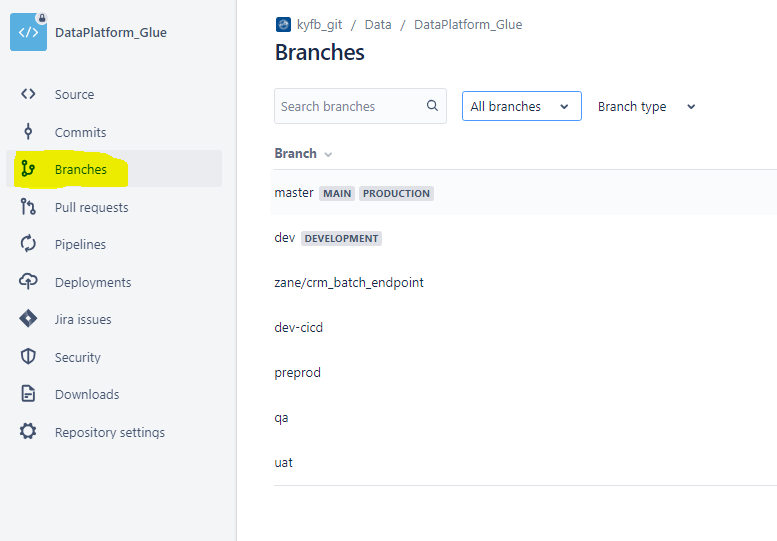 DataPlatform_Glue
Source
Commits
Branches
Pull requests
Pipelines
Deployments
Jira issues
Security
Downloads
Repository settings
kyfb_git / Data / DataPlatform_Glue
Branches
Search branches
All branches
Branch type
Branch
master MAIN PRODUCTION
dev DEVELOPMENT
zane/crm_batch_endpoint
dev-cicd
preprod
qa
uat